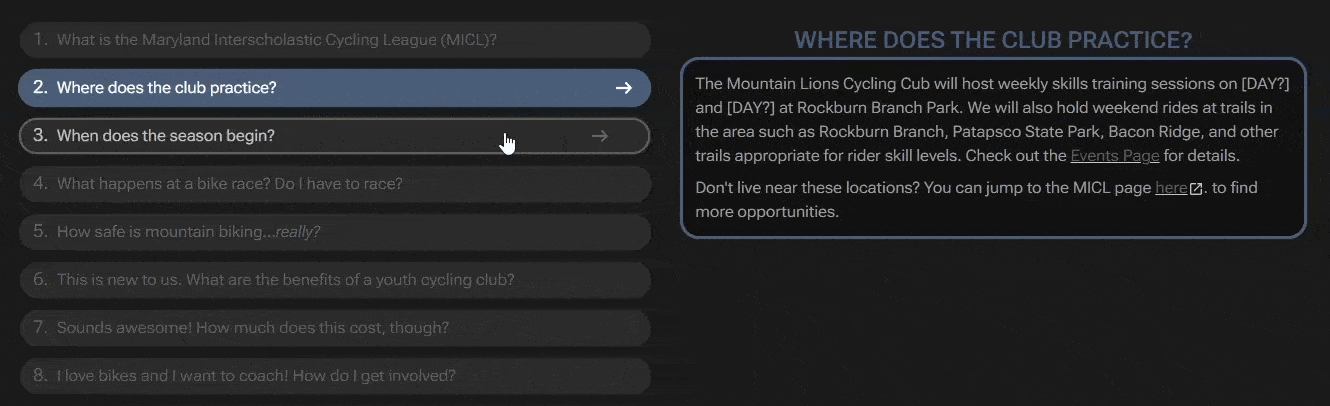 1. What is the Maryland Interscholastic Cycling League (MICL)?
2. Where does the club practice?
3. When does the season begin?
4. What happens at a bike race? Do I have to race?
5. How safe is mountain biking...really?
6. This is new to us. What are the benefits of a youth cycling club?
7. Sounds awesome! How much does this cost, though?
8. I love bikes and I want to coach! How do I get involved?
WHERE DOES THE CLUB PRACTICE?
The Mountain Lions Cycling Cub will host weekly skills training sessions on [DAY?]
and [DAY?] at Rockburn Branch Park. We will also hold weekend rides at trails in
the area such as Rockburn Branch, Patapsco State Park, Bacon Ridge, and other
trails appropriate for rider skill levels. Check out the Events Page for details.
Don't live near these locations? You can jump to the MICL page here. to find
more opportunities.